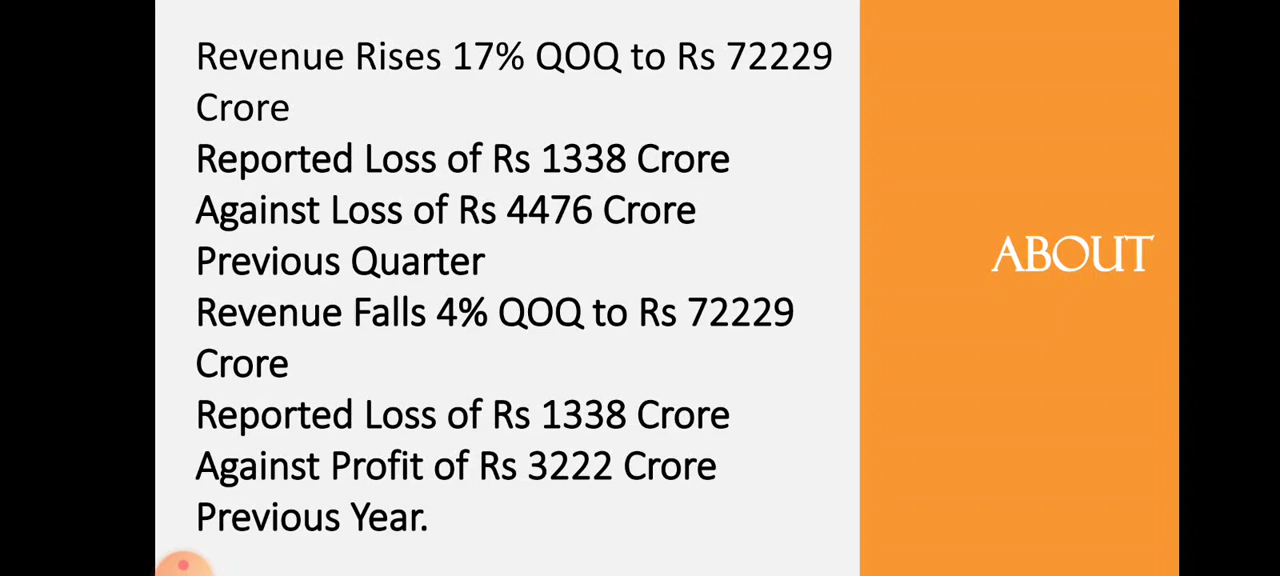 Revenue Rises 17% QOQ to Rs 72229
Crore
Reported Loss of Rs 1338 Crore
Against Loss of Rs 4476 Crore
Previous Quarter
Revenue Falls 4% QOQ to Rs 72229
Crore
Reported Loss of Rs 1338 Crore
Against Profit of Rs 3222 Crore
Previous Year.
ABOUT